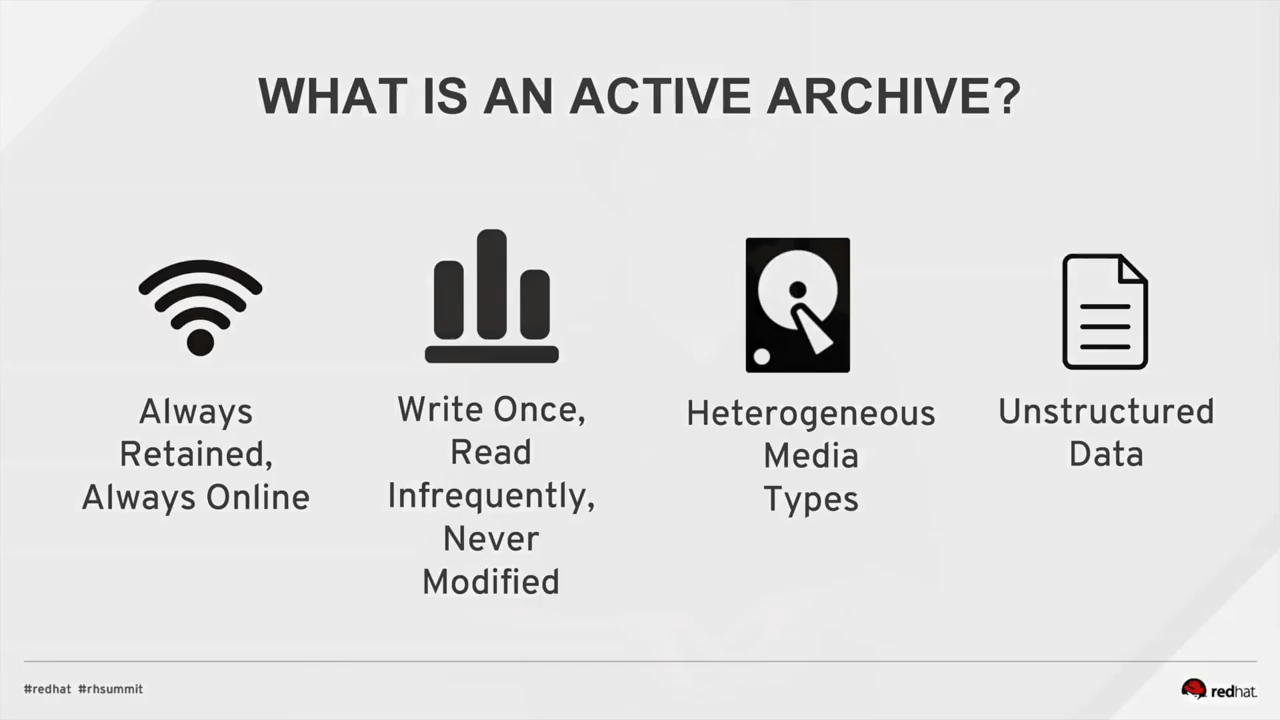 WHAT IS AN ACTIVE ARCHIVE?
Always
Retained,
Always Online
Write Once,
Read
Infrequently,
Never
Modified
Heterogeneous
Media
Types
Unstructured
Data
#redhat #rhsummit
redhat.